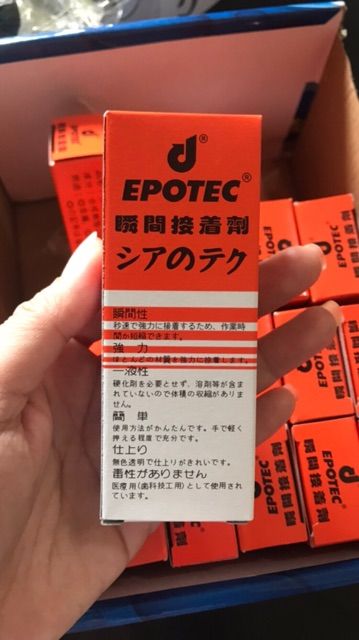 d®
EPOTEC®
瞬間接着劑
シアのテク
瞬間性
秒速で強力に接着するため、作業時
間が短縮できます。
強 力
ほとんどの材質を強力に接着します。
一液性
硬化剤を必要とせず、溶剤等が含ま
れていないので体積の収縮がありま
せん。
簡 単
使用方法がかんたんです。手で軽く
押える程度で充分です。
仕上り
無色透明で仕上りがきれいです。
毒性がありません
医療用(歯科技工用)として使用され
ています。
EPOTEC
瞬間接着劑